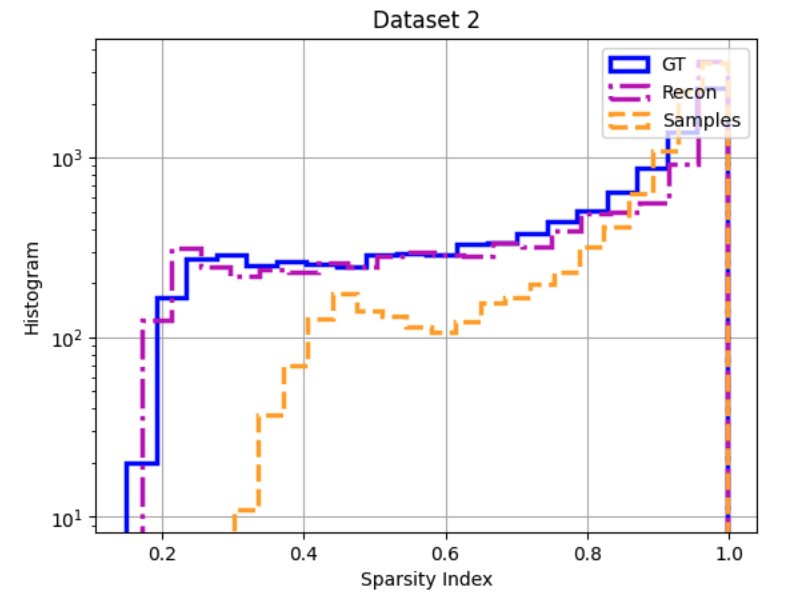 Dataset 2
GT
Recon
Samples
10³
10²
10¹
Histogram
0.2 0.4 0.6 0.8 1.0
Sparsity Index